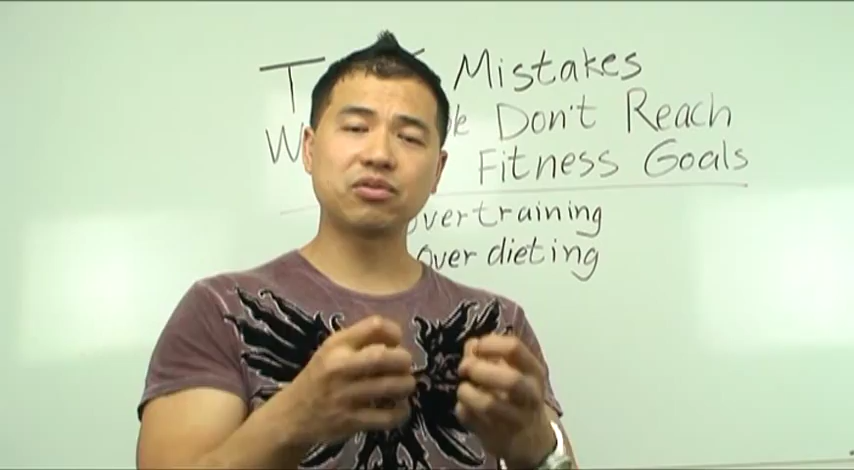 Mistakes
Don't Reach
Fitness Goals
overtraining
Over dieting